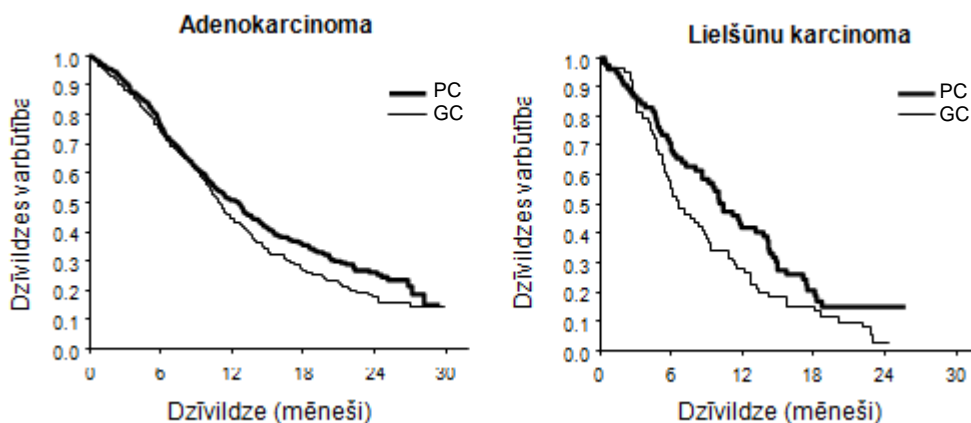 Adenokarcinoma
1.0
0.9
0.8
0.7
0.6
0.5
0.4
0.3
0.2
0.1
0.0
Dzīvildzes varbūtība
PC
GC
0 6 12 18 24 30
Dzīvildze (mēneši)
Lielšūnu karcinoma
1.0
0.9
0.8
0.7
0.6
0.5
0.4
0.3
0.2
0.1
0.0
Dzīvildzes varbūtība
PC
GC
0 6 12 18 24 30
Dzīvildze (mēneši)